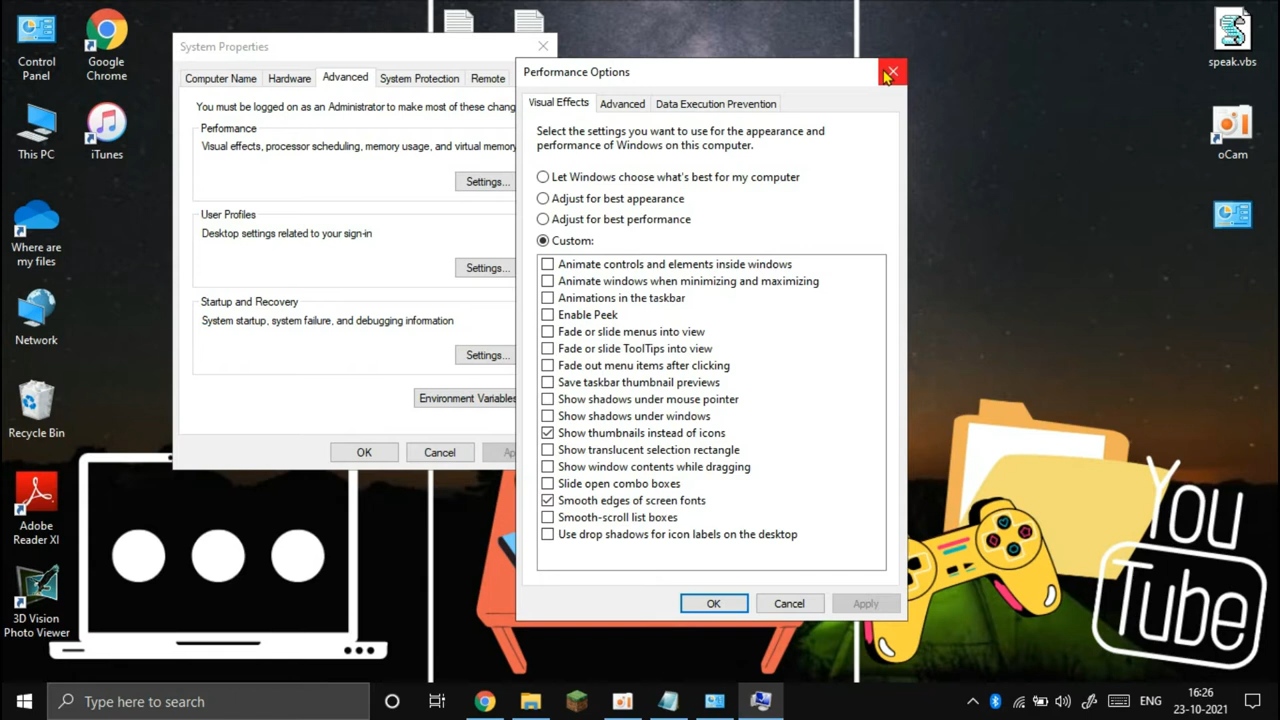 Control
Panel
Google
Chrome
This PC
iTunes
Where are
my files
Network
Recycle Bin
Adobe
Reader XI
3D Vision
Photo Viewer
System Properties
Computer Name
Hardware
Advanced
System Protection
Remote
You must be logged on as an Administrator to make most of these chang
Performance
Visual effects, processor scheduling, memory usage, and virtual memory
Settings...
User Profiles
Desktop settings related to your sign-in
Settings...
Startup and Recovery
System startup, system failure, and debugging information
Settings...
Environment Variables
OK
Cancel
Ap
Performance Options
Visual Effects
Advanced
Data Execution Prevention
Select the settings you want to use for the appearance and
performance of Windows on this computer.
Let Windows choose what's best for my computer
Adjust for best appearance
Adjust for best performance
Custom:
Animate controls and elements inside windows
Animate windows when minimizing and maximizing
Animations in the taskbar
Enable Peek
Fade or slide menus into view
Fade or slide ToolTips into view
Fade out menu items after clicking
Save taskbar thumbnail previews
Show shadows under mouse pointer
Show shadows under windows
Show thumbnails instead of icons
Show translucent selection rectangle
Show window contents while dragging
Slide open combo boxes
Smooth edges of screen fonts
Smooth-scroll list boxes
Use drop shadows for icon labels on the desktop
OK
Cancel
Apply
speak.vbs
oCam
You
Tube
Type here to search
ENG
16:26
23-10-2021